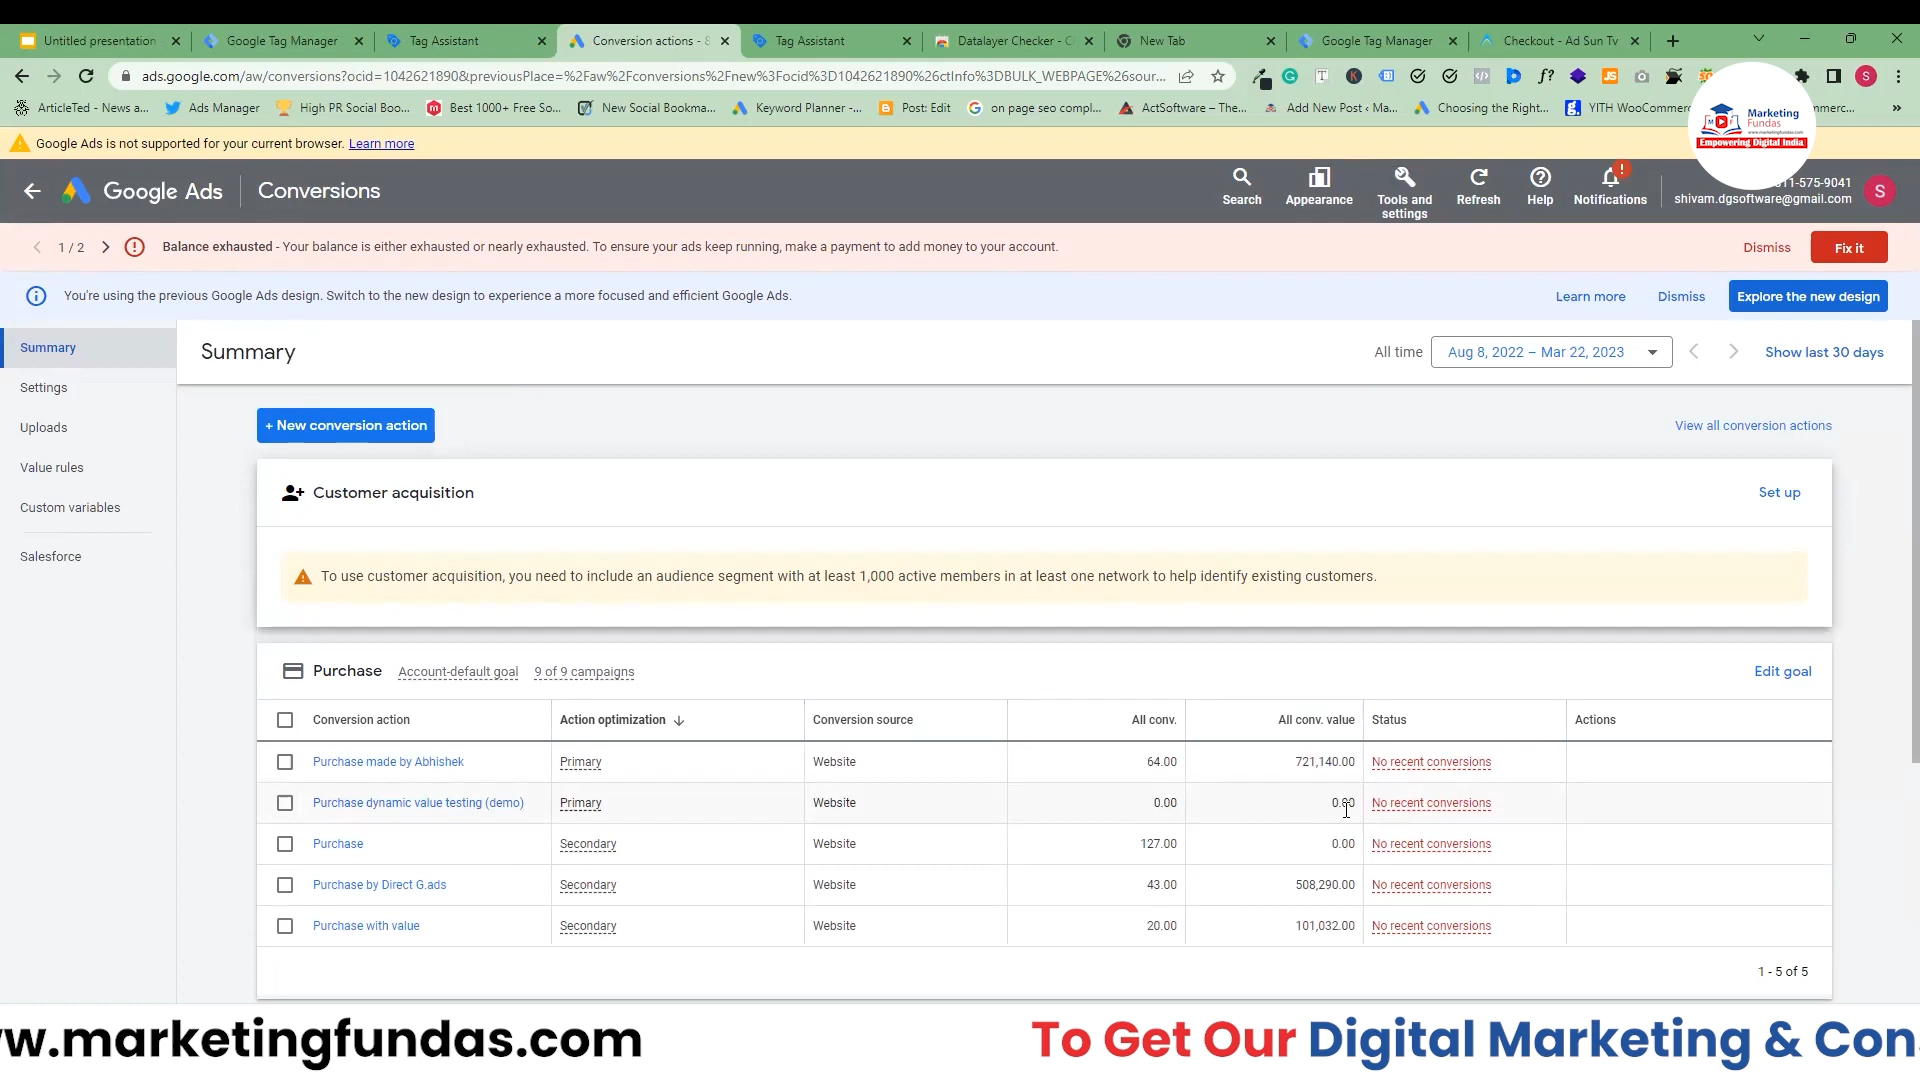 Untitled presentation
Google Tag Manager
Tag Assistant
Conversion actions - 8
Tag Assistant
Datalayer Checker - C
New Tab
Google Tag Manager
Checkout - Ad Sun Tv
ads.google.com/aw/conversions?ocid=1042621890&previousPlace=%2Faw%2Fconversions%2Fnew%3Focid%3D1042621890%26ctInfo%3DBULK_WEBPAGE%26sour...
ArticleTed - News a...
Ads Manager
High PR Social Boo...
Best 1000+ Free So...
New Social Bookma...
Keyword Planner -...
Post: Edit
on page seo compl...
ActSoftware – The...
Add New Post ‹ Ma...
Choosing the Right...
YITH WooCommerc
mmerc...
Marketing
Fundas
www.marketingfundas.com
Empowering Digital India
Google Ads is not supported for your current browser. Learn more
Google Ads
Conversions
Search
Appearance
Tools and
settings
Refresh
Help
Notifications
11-575-9041
shivam.dgsoftware@gmail.com
S
1 / 2
Balance exhausted - Your balance is either exhausted or nearly exhausted. To ensure your ads keep running, make a payment to add money to your account.
Dismiss
Fix it
You're using the previous Google Ads design. Switch to the new design to experience a more focused and efficient Google Ads.
Learn more
Dismiss
Explore the new design
Summary
Settings
Uploads
Value rules
Custom variables
Salesforce
Summary
All time
Aug 8, 2022 – Mar 22, 2023
Show last 30 days
+ New conversion action
View all conversion actions
Customer acquisition
Set up
To use customer acquisition, you need to include an audience segment with at least 1,000 active members in at least one network to help identify existing customers.
Purchase Account-default goal 9 of 9 campaigns
Edit goal
Conversion action Action optimization Conversion source All conv. All conv. value Status Actions
Purchase made by Abhishek Primary Website 64.00 721,140.00 No recent conversions
Purchase dynamic value testing (demo) Primary Website 0.00 0.00 No recent conversions
Purchase Secondary Website 127.00 0.00 No recent conversions
Purchase by Direct G.ads Secondary Website 43.00 508,290.00 No recent conversions
Purchase with value Secondary Website 20.00 101,032.00 No recent conversions
1 - 5 of 5
w.marketingfundas.com
To Get Our Digital Marketing & Con